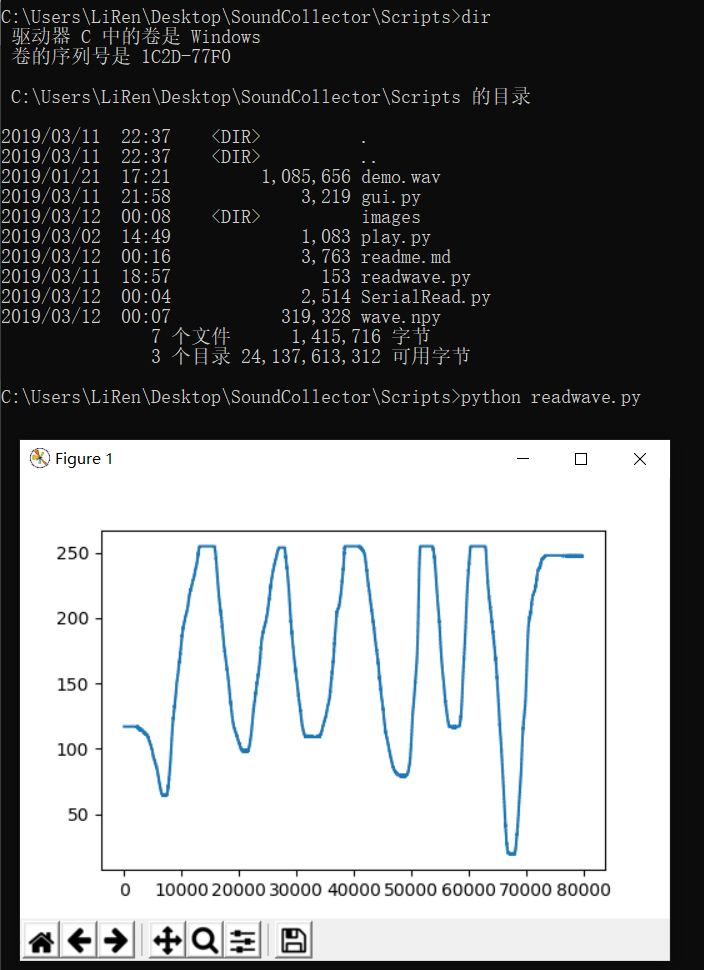 C:\Users\LiRen\Desktop\SoundCollector\Scripts>dir
驱动器 C 中的卷是 Windows
卷的序列号是 1C2D-77F0
C:\Users\LiRen\Desktop\SoundCollector\Scripts 的目录
2019/03/11  22:37    <DIR>          .
2019/03/11  22:37    <DIR>          ..
2019/01/21  17:21         1,085,656 demo.wav
2019/03/11  21:58             3,219 gui.py
2019/03/12  00:08    <DIR>          images
2019/03/02  14:49             1,083 play.py
2019/03/12  00:16             3,763 readme.md
2019/03/11  18:57               153 readwave.py
2019/03/12  00:04             2,514 SerialRead.py
2019/03/12  00:07           319,328 wave.npy
7 个文件      1,415,716 字节
3 个目录 24,137,613,312 可用字节
C:\Users\LiRen\Desktop\SoundCollector\Scripts>python readwave.py
Figure 1
250
200
150
100
50
0 10000 20000 30000 40000 50000 60000 70000 80000